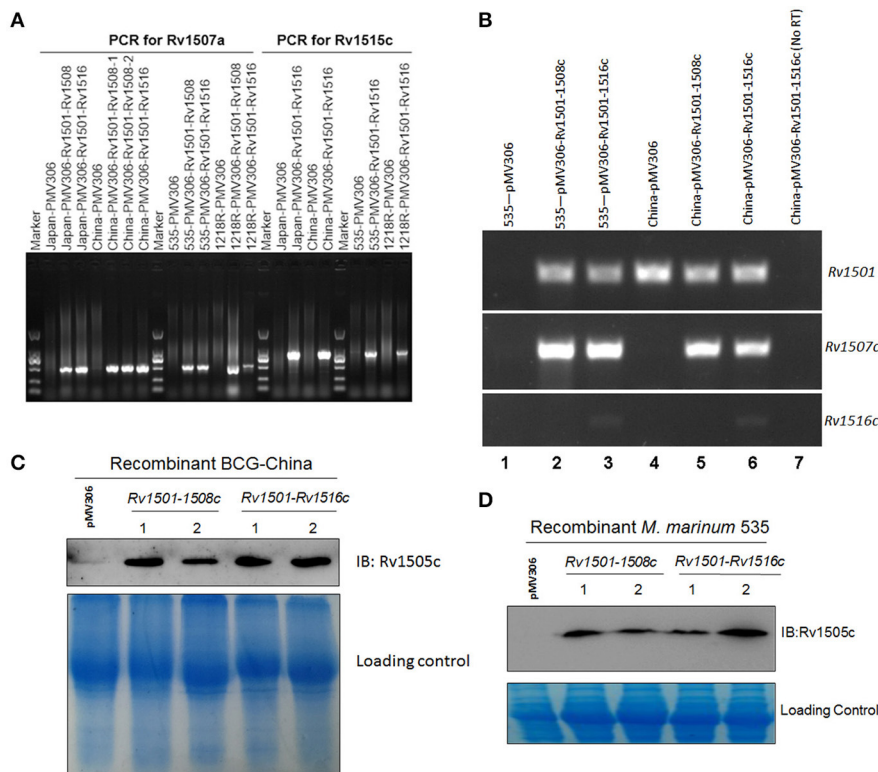 A
PCR for Rv1507a
PCR for Rv1515c
Marker
Japan-PMV306
Japan-PMV306-Rv1501-Rv1508
Japan-PMV306-Rv1501-Rv1516
China-PMV306
China-PMV306-Rv1501-Rv1508-1
China-PMV306-Rv1501-Rv1508-2
China-PMV306-Rv1501-Rv1516
Marker
535-PMV306
535-PMV306-Rv1501-Rv1508
535-PMV306-Rv1501-Rv1516
1218R-PMV306
1218R-PMV306-Rv1501-Rv1508
1218R-PMV306-Rv1501-Rv1516
Marker
Japan-PMV306
Japan-PMV306-Rv1501-Rv1516
China-PMV306
China-PMV306-Rv1501-Rv1516
Marker
535-PMV306
535-PMV306-Rv1501-Rv1516
1218R-PMV306
1218R-PMV306-Rv1501-Rv1516
B
535—pMV306
535—pMV306-Rv1501-1508c
535—pMV306-Rv1501-1516c
China-pMV306
China-pMV306-Rv1501-1508c
China-pMV306-Rv1501-1516c
China-pMV306-Rv1501-1516c (No RT)
Rv1501
Rv1507c
Rv1516c
1 2 3 4 5 6 7
C
Recombinant BCG-China
pMV306
Rv1501-1508c Rv1501-Rv1516c
1 2 1 2
IB: Rv1505c
Loading control
D
Recombinant M. marinum 535
pMV306
Rv1501-1508c Rv1501-Rv1516c
1 2 1 2
IB:Rv1505c
Loading Control